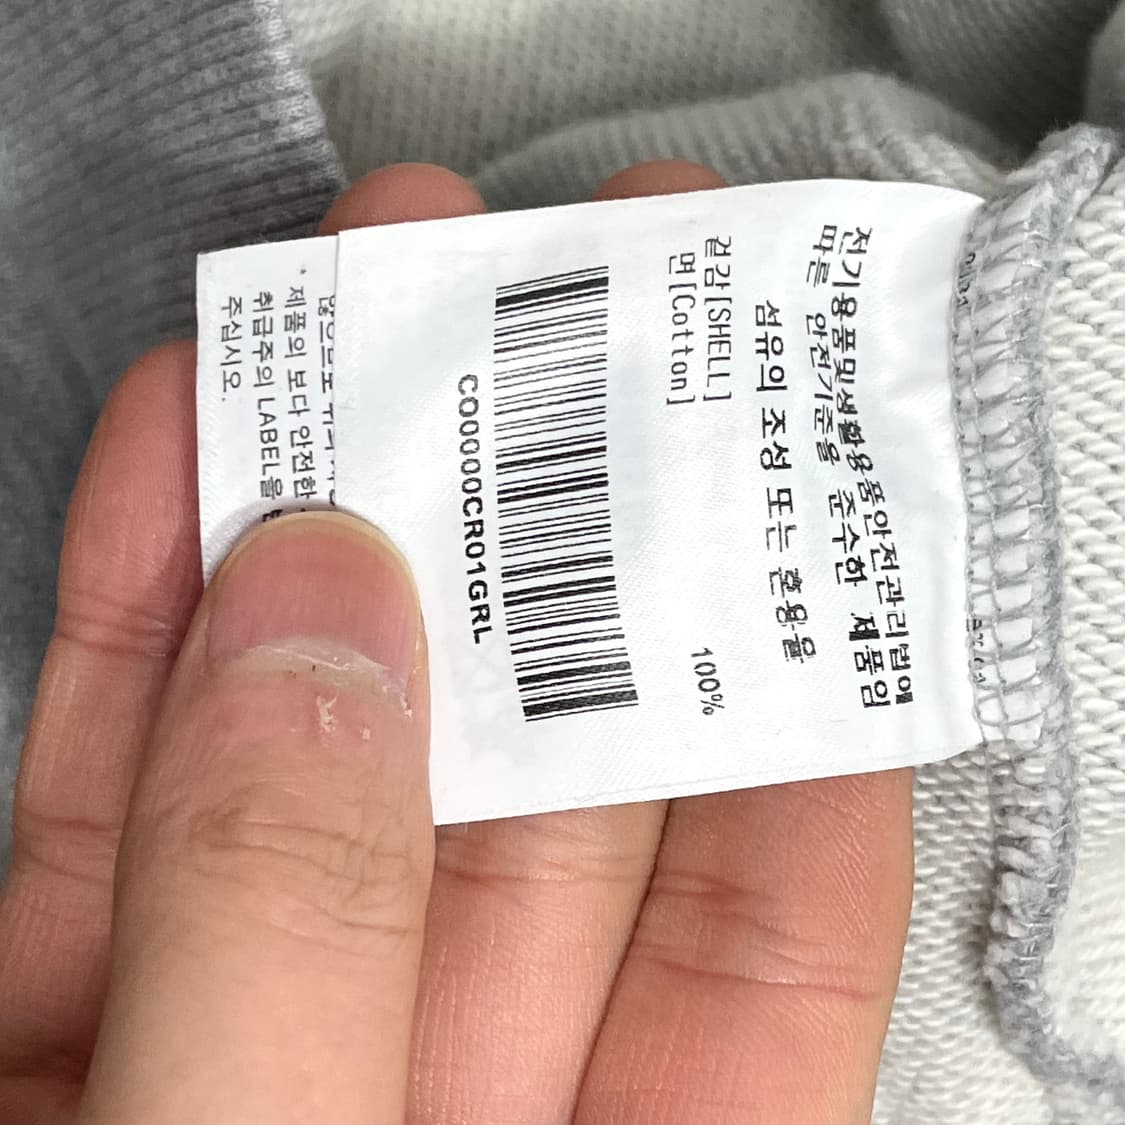 전기용품및생활용품안전관리법에
따른 안전기준을 준수한 제품임
섬유의 조성 또는 혼용율
겉감[SHELL]
면[Cotton] 100%
CO0000CR01GRL
* 제품의 보다 안전한
취급주의 LABEL을
주십시오.